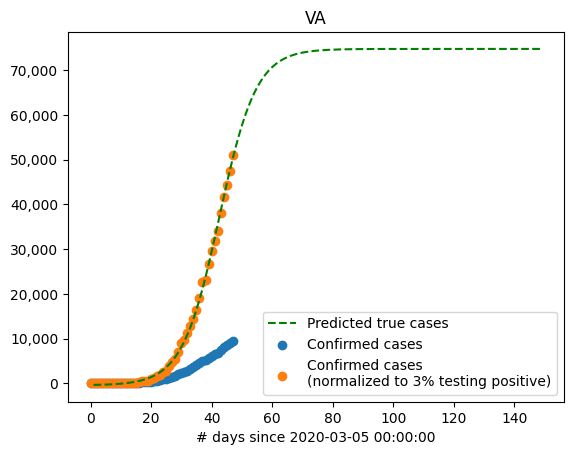 VA
70,000
60,000
50,000
40,000
30,000
20,000
10,000
0
Predicted true cases
Confirmed cases
Confirmed cases
(normalized to 3% testing positive)
0 20 40 60 80 100 120 140
# days since 2020-03-05 00:00:00